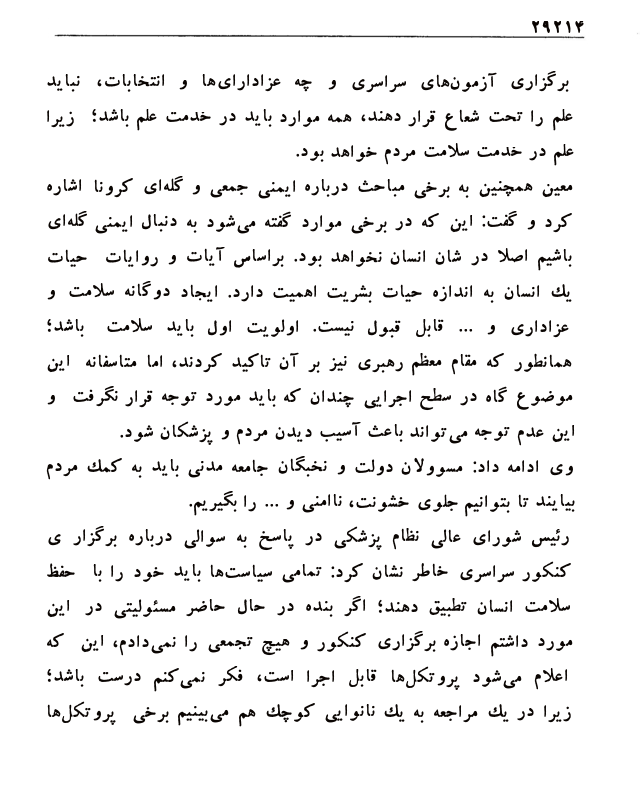 ۲۹۲۱۴
برگزاری آزمون‌های سراسری و چه عزادارای‌ها و انتخابات، نباید
علم را تحت شعاع قرار دهند، همه موارد باید در خدمت علم باشد؛ زیرا
علم در خدمت سلامت مردم خواهد بود.
معین همچنین به برخی مباحث درباره ایمنی جمعی و گله‌ای کرونا اشاره
کرد و گفت: این که در برخی موارد گفته می‌شود به دنبال ایمنی گله‌ای
باشیم اصلا در شان انسان نخواهد بود. براساس آیات و روایات حیات
یك انسان به اندازه حیات بشریت اهمیت دارد. ایجاد دوگانه سلامت و
عزاداری و ... قابل قبول نیست. اولویت اول باید سلامت باشد؛
همانطور که مقام معظم رهبری نیز بر آن تاکید کردند، اما متاسفانه این
موضوع گاه در سطح اجرایی چندان که باید مورد توجه قرار نگرفت و
این عدم توجه می‌تواند باعث آسیب دیدن مردم و پزشکان شود.
وی ادامه داد: مسوولان دولت و نخبگان جامعه مدنی باید به کمك مردم
بیایند تا بتوانیم جلوی خشونت، ناامنی و ... را بگیریم.
رئیس شورای عالی نظام پزشکی در پاسخ به سوالی درباره برگزار ی
کنکور سراسری خاطر نشان کرد: تمامی سیاست‌ها باید خود را با حفظ
سلامت انسان تطبیق دهند؛ اگر بنده در حال حاضر مسئولیتی در این
مورد داشتم اجازه برگزاری کنکور و هیچ تجمعی را نمی‌دادم، این که
اعلام می‌شود پروتکل‌ها قابل اجرا است، فکر نمی‌کنم درست باشد؛
زیرا در یك مراجعه به یك نانوایی کوچك هم می‌بینیم برخی پروتکل‌ها